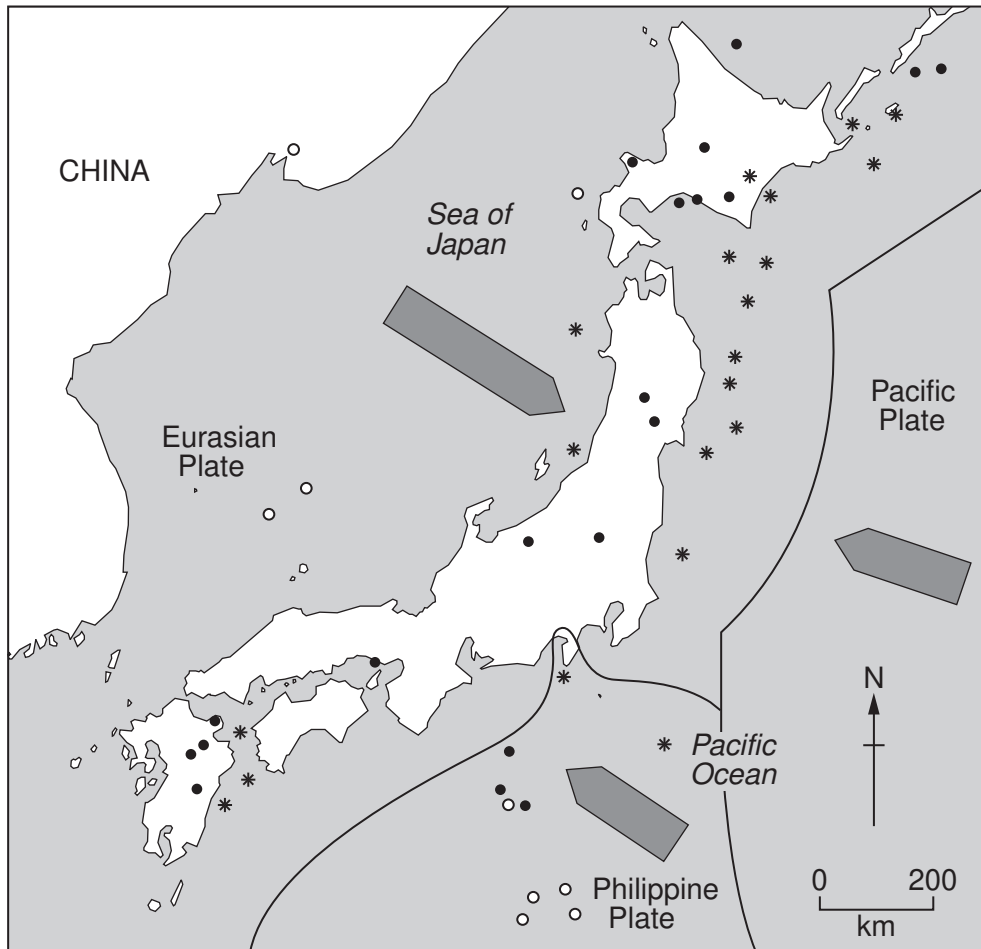 CHINA
Sea of
Japan
Pacific
Plate
Eurasian
Plate
N
Pacific
Ocean
Philippine
Plate
0 200
km